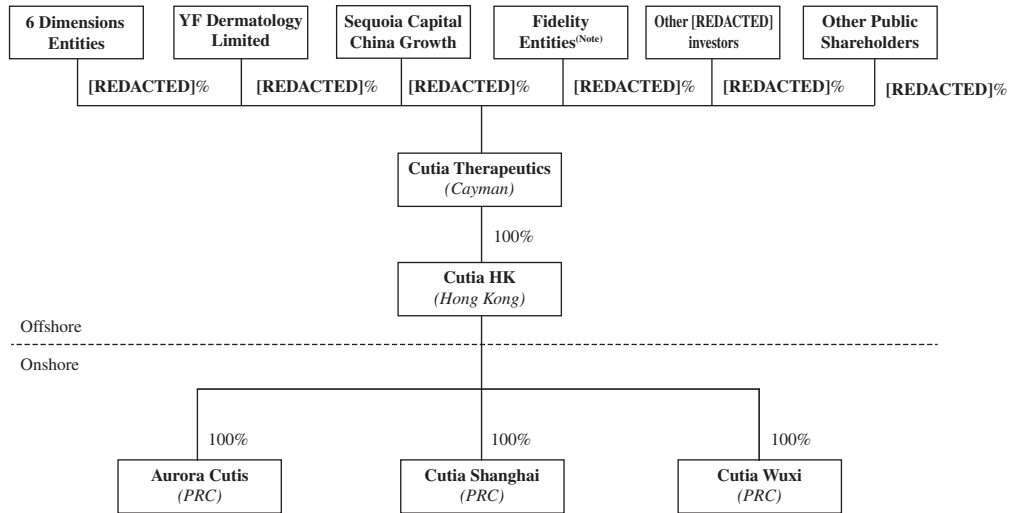 6 Dimensions
Entities
YF Dermatology
Limited
Sequoia Capital
China Growth
Fidelity
Entities(Note)
Other [REDACTED]
investors
Other Public
Shareholders
[REDACTED]%
[REDACTED]%
[REDACTED]%
[REDACTED]%
[REDACTED]%
[REDACTED]%
Cutia Therapeutics
(Cayman)
100%
Cutia HK
(Hong Kong)
Offshore
Onshore
100%
100%
100%
Aurora Cutis
(PRC)
Cutia Shanghai
(PRC)
Cutia Wuxi
(PRC)